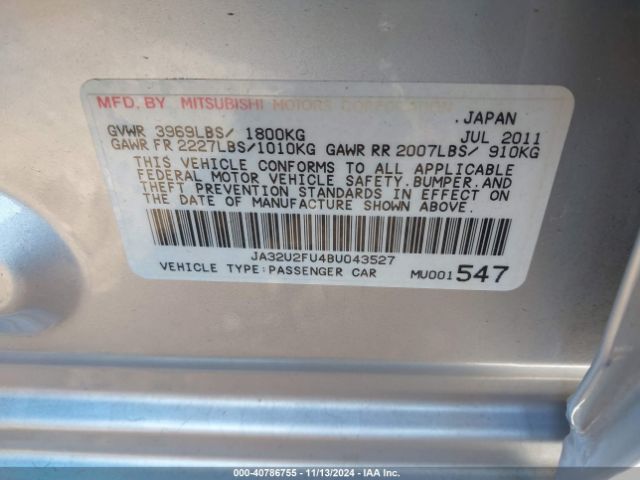 MFD. BY MITSUBISHI MOTORS CORPORATION
.JAPAN
GVWR 3969LBS/ 1800KG JUL 2011
GAWR FR 2227LBS/1010KG GAWR RR 2007LBS/ 910KG
THIS VEHICLE CONFORMS TO ALL APPLICABLE
FEDERAL MOTOR VEHICLE SAFETY.BUMPER.AND
THEFT PREVENTION STANDARDS IN EFFECT ON
THE DATE OF MANUFACTURE SHOWN ABOVE.
JA32U2FU4BU043527
VEHICLE TYPE:PASSENGER CAR MU001547
000-40786755 - 11/13/2024 - IAA Inc.